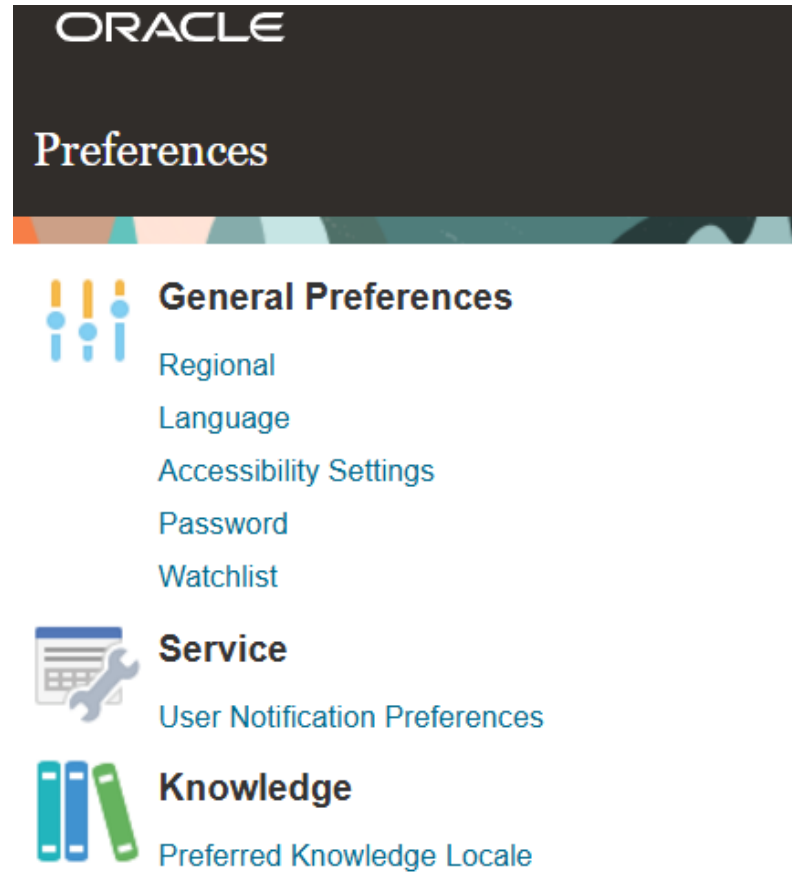 ORACLE
Preferences
General Preferences
Regional
Language
Accessibility Settings
Password
Watchlist
Service
User Notification Preferences
Knowledge
Preferred Knowledge Locale